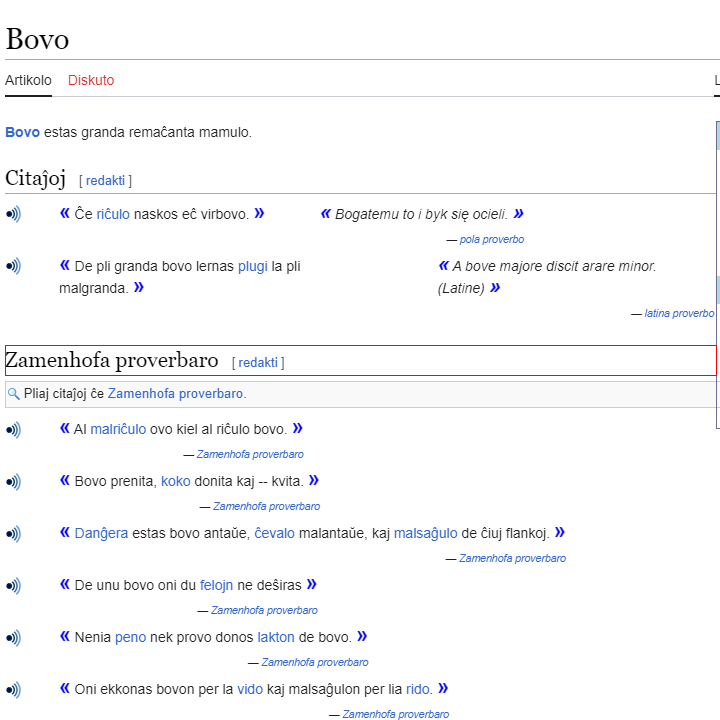 Bovo
Artikolo Diskuto
Bovo estas granda remaĉanta mamulo.
Citaĵoj [ redakti ]
« Ĉe riĉulo naskos eĉ virbovo. » « Bogatemu to i byk się ocieli. »
— pola proverbo
« De pli granda bovo lernas plugi la pli
malgranda. »
« A bove majore discit arare minor.
(Latine) »
— latina proverbo
Zamenhofa proverbaro [ redakti ]
Pliaj citaĵoj ĉe Zamenhofa proverbaro.
« Al malriĉulo ovo kiel al riĉulo bovo. »
— Zamenhofa proverbaro
« Bovo prenita, koko donita kaj -- kvita. »
— Zamenhofa proverbaro
« Danĝera estas bovo antaŭe, ĉevalo malantaŭe, kaj malsaĝulo de ĉiuj flankoj. »
— Zamenhofa proverbaro
« De unu bovo oni du felojn ne deŝiras »
— Zamenhofa proverbaro
« Nenia peno nek provo donos lakton de bovo. »
— Zamenhofa proverbaro
« Oni ekkonas bovon per la vido kaj malsaĝulon per lia rido. »
— Zamenhofa proverbaro